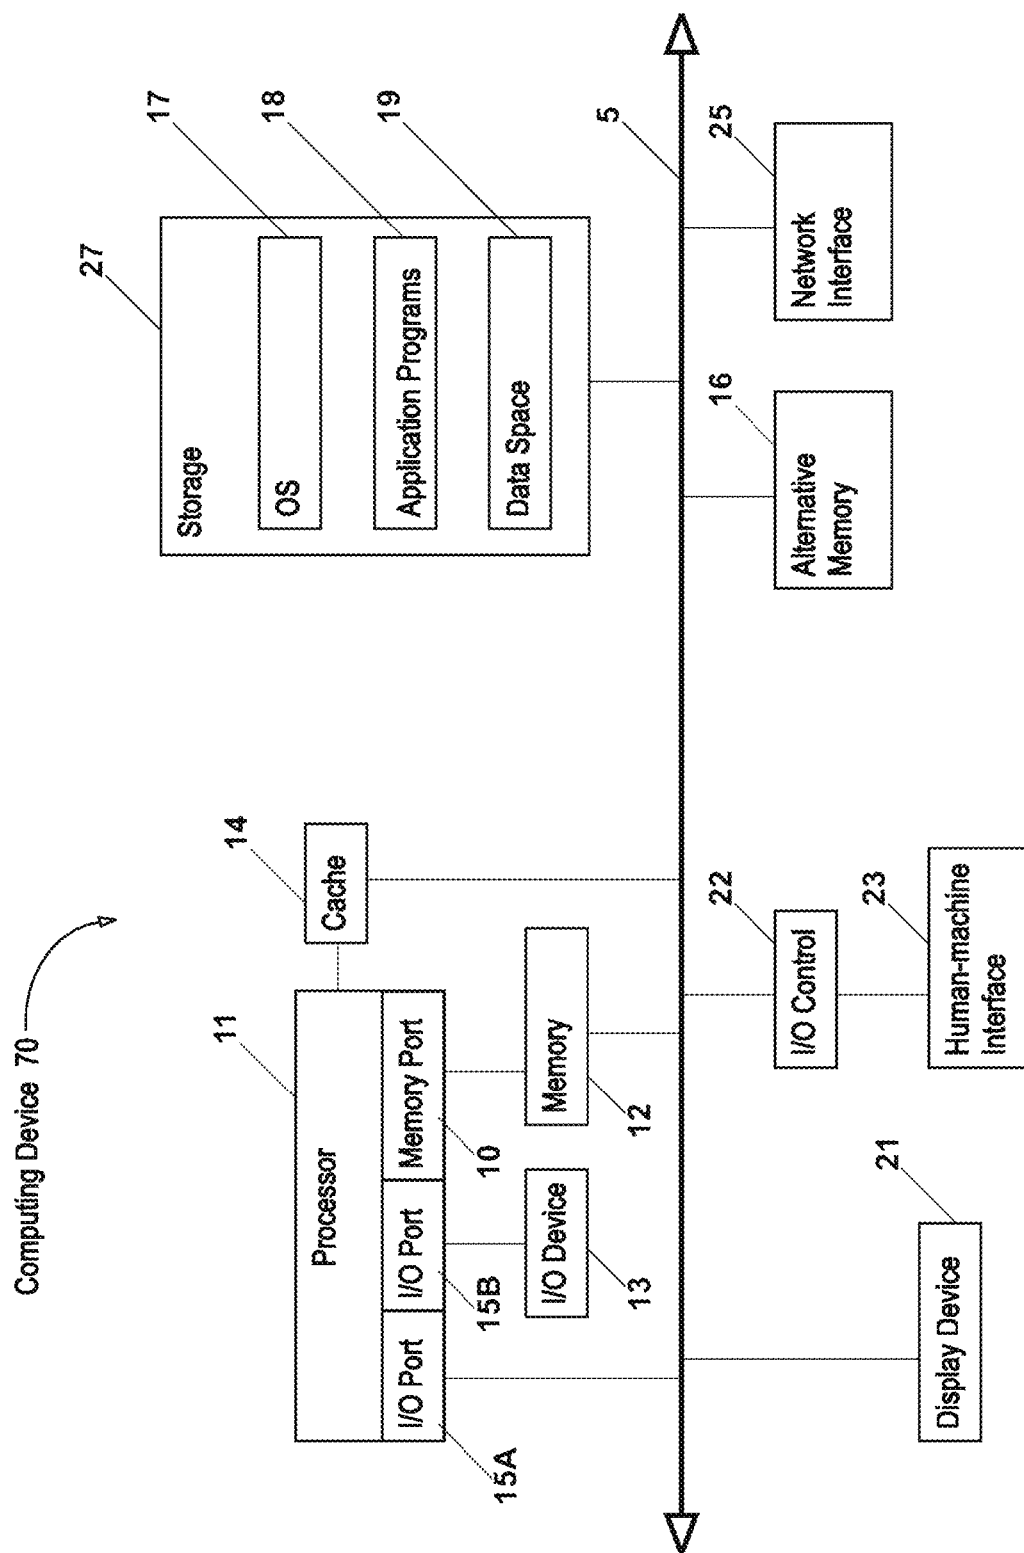 Computing Device 70
11
Processor
I/O Port
I/O Port
Memory Port
15A
15B
10
14
Cache
I/O Device
13
Memory
12
27
Storage
OS
17
Application Programs
18
Data Space
19
5
21
Display Device
22
I/O Control
23
Human-machine
Interface
16
Alternative
Memory
25
Network
Interface